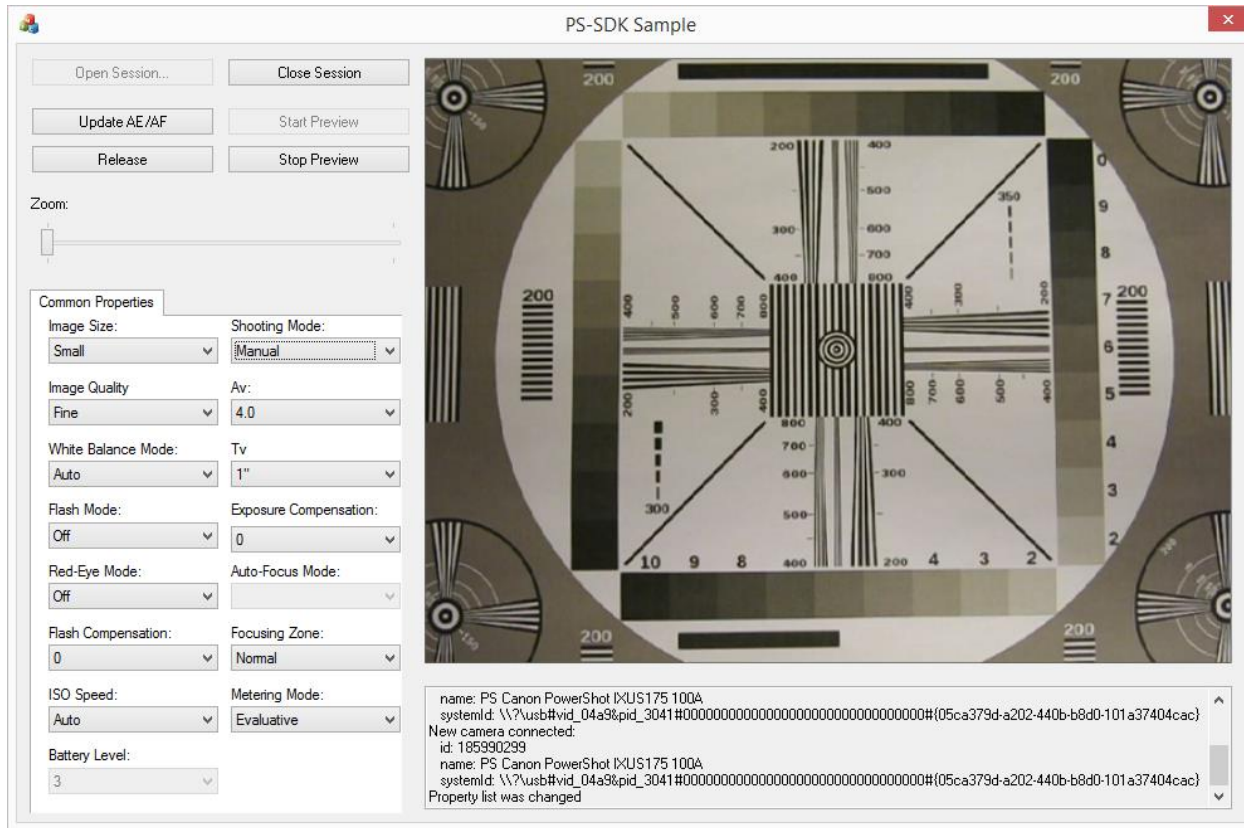 PS-SDK Sample
Open Session...
Close Session
Update AE/AF
Start Preview
Release
Stop Preview
Zoom:
Common Properties
Image Size:
Shooting Mode:
Small
Manual
Image Quality
Av:
Fine
4.0
White Balance Mode:
Tv
Auto
1"
Flash Mode:
Exposure Compensation:
Off
0
Red-Eye Mode:
Auto-Focus Mode:
Off
Flash Compensation:
Focusing Zone:
0
Normal
ISO Speed:
Metering Mode:
Auto
Evaluative
Battery Level:
3
200
200
200 400
500
300 600
700
400 800
350
0
9
8
7
6
5
4
3
2
200
400 500 600 700 800
400 300 200
200
200 300 400
800 700 600 500 400
800 400
700
600 300
500
400 200
300
10 9 8
4 3 2
200
200
name: PS Canon PowerShot IXUS175 100A
systemId: \\?\usb#vid_04a9&pid_3041#00000000000000000000000000000000#{05ca379d-a202-440b-b8d0-101a37404cac}
New camera connected:
id: 185990299
name: PS Canon PowerShot IXUS175 100A
systemId: \\?\usb#vid_04a9&pid_3041#00000000000000000000000000000000#{05ca379d-a202-440b-b8d0-101a37404cac}
Property list was changed